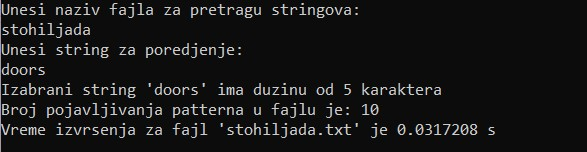 Unesi naziv fajla za pretragu stringova:
stohiljada
Unesi string za poredjenje:
doors
Izabrani string 'doors' ima duzinu od 5 karaktera
Broj pojavljivanja patterna u fajlu je: 10
Vreme izvrsenja za fajl 'stohiljada.txt' je 0.0317208 s